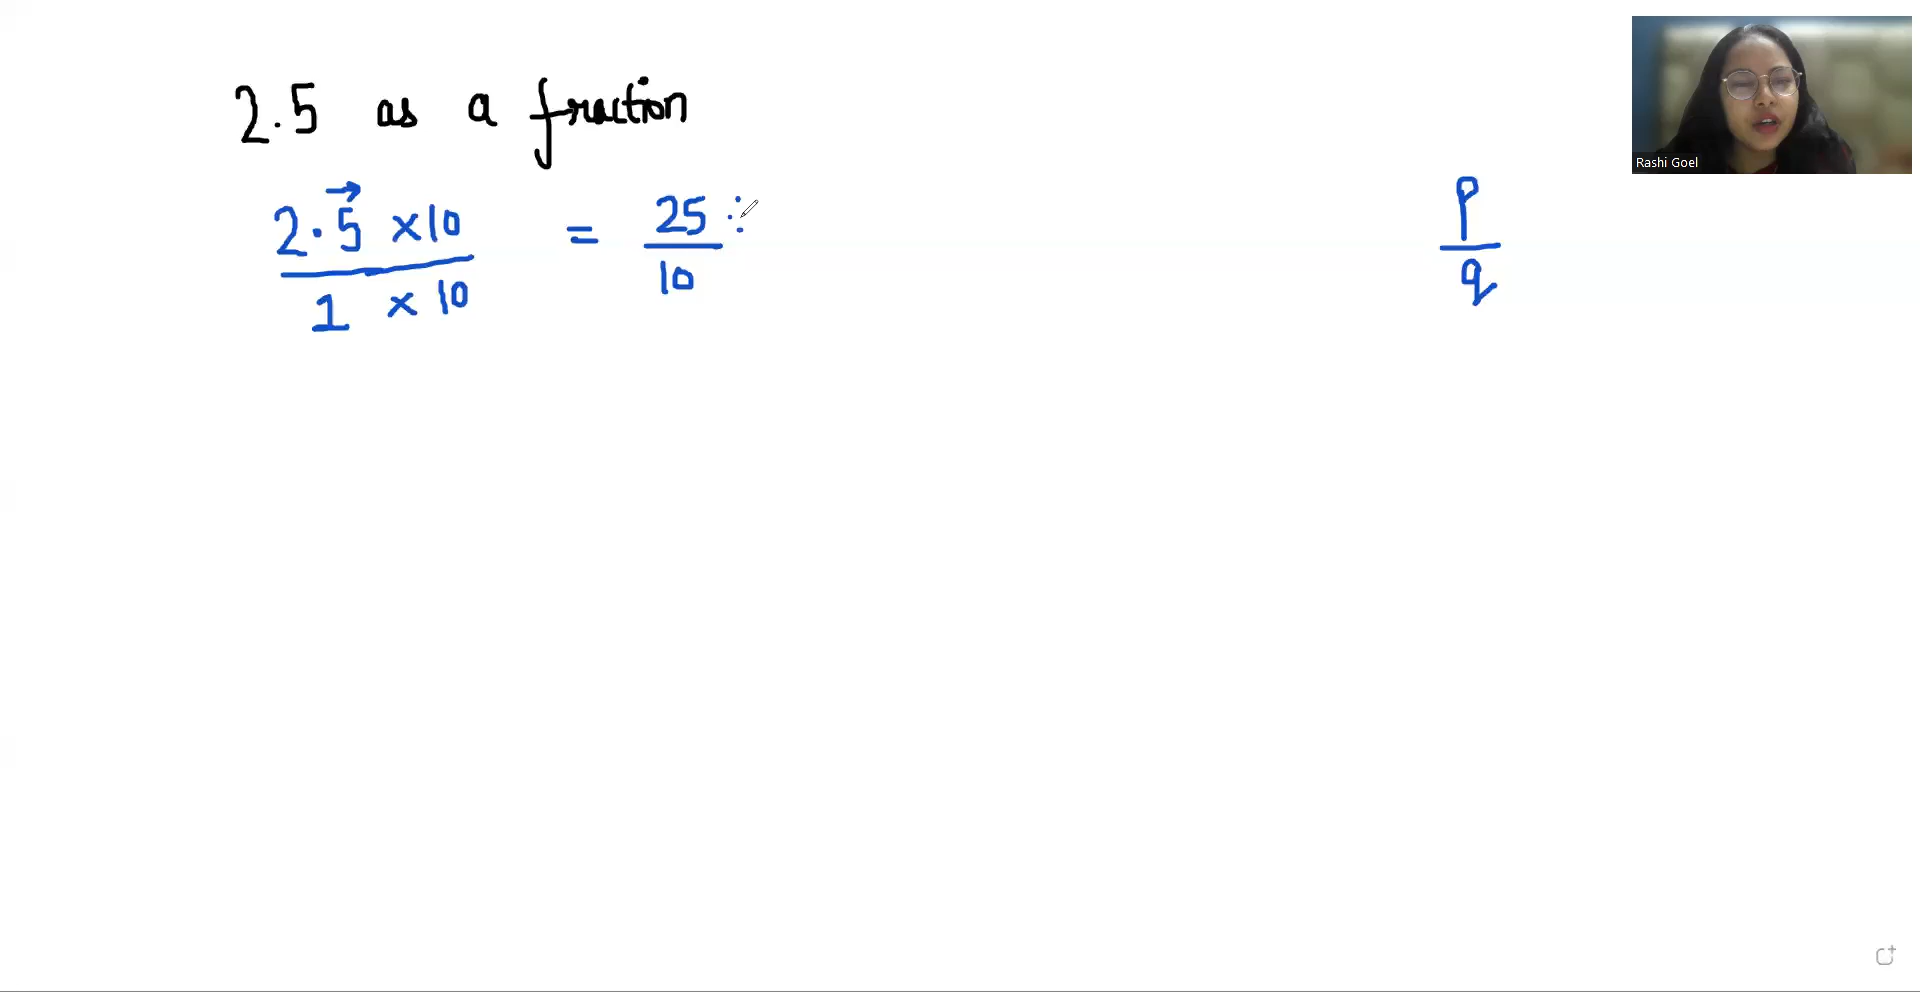 2.5 as a fraction
Rashi Goel
2.5 ×10 = 25 ÷
1 × 10 10
p
q